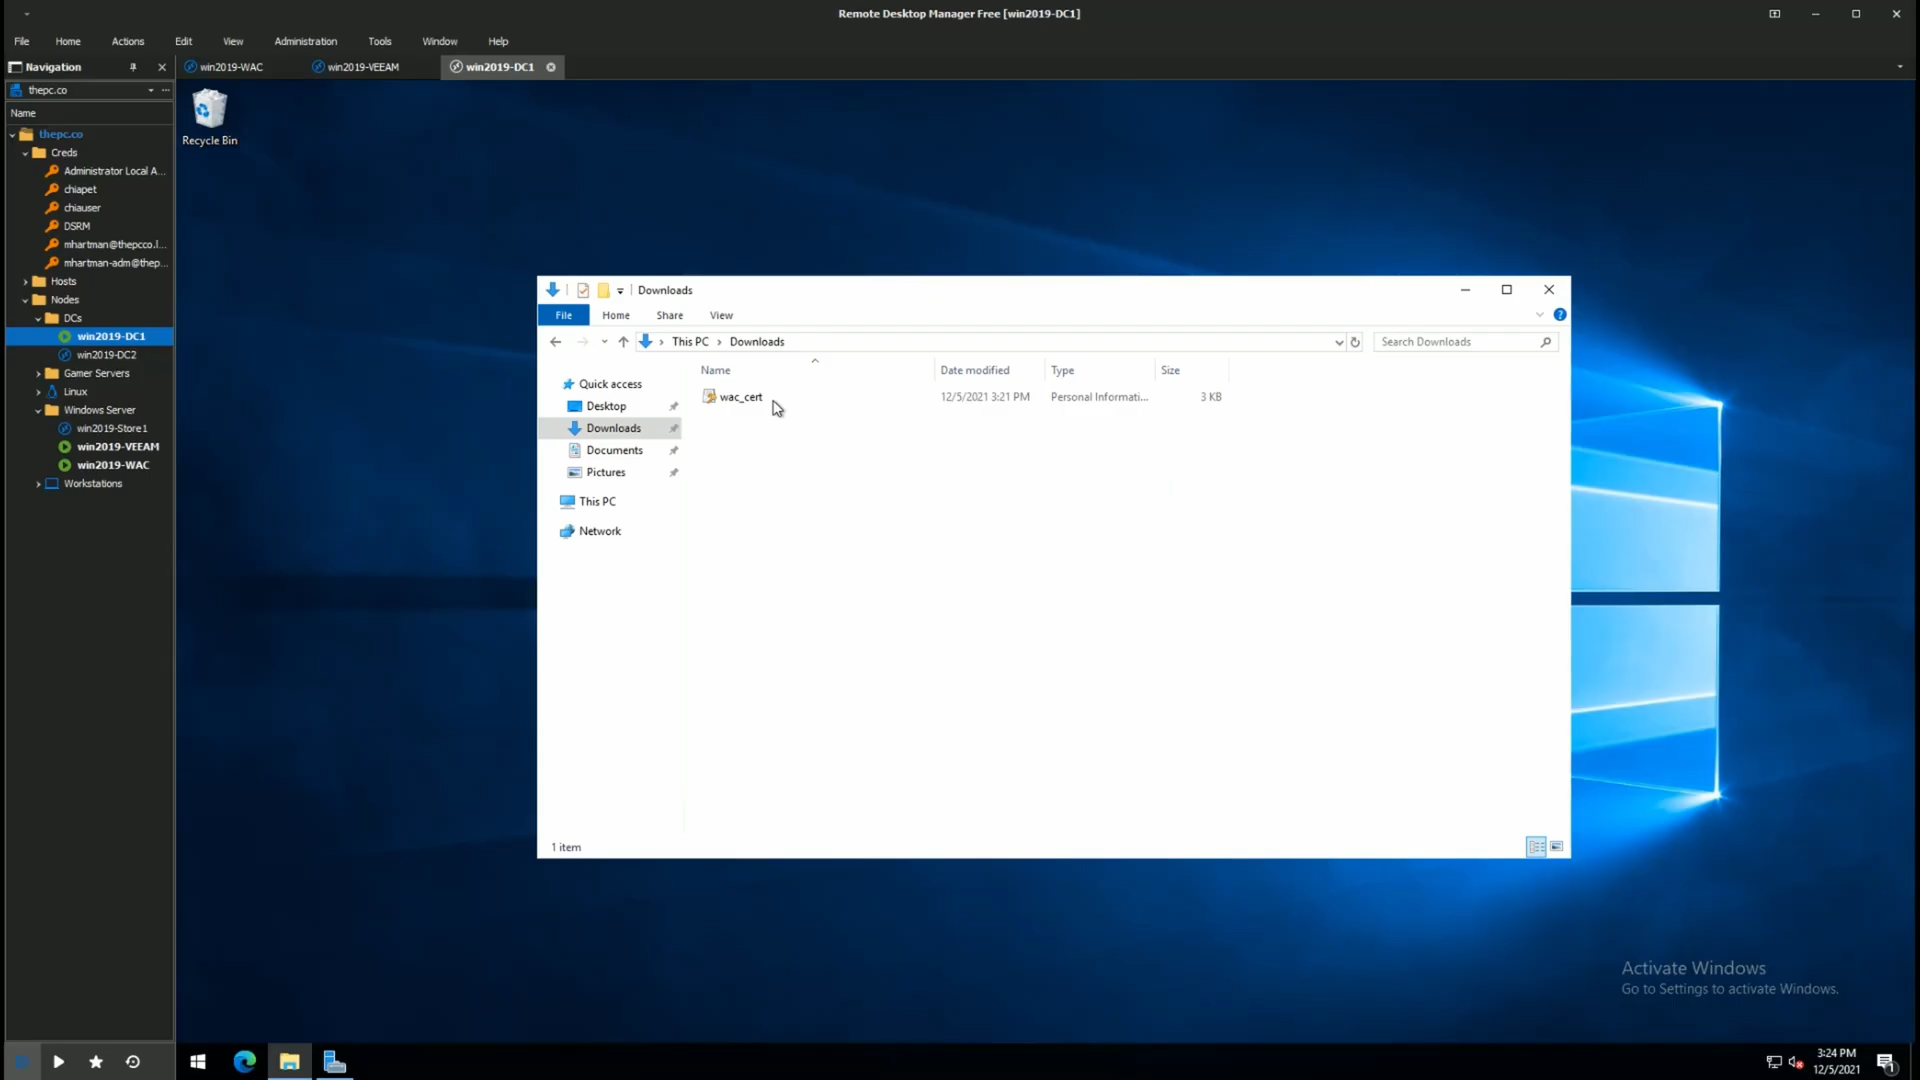 Remote Desktop Manager Free [win2019-DC1]
File Home Actions Edit View Administration Tools Window Help
Navigation
win2019-WAC
win2019-VEEAM
win2019-DC1
thepc.co
Name
thepc.co
Creds
Administrator Local A...
chiapet
chiauser
DSRM
mhartman@thepcco.l...
mhartman-adm@thep...
Hosts
Nodes
DCs
win2019-DC1
win2019-DC2
Gamer Servers
Linux
Windows Server
win2019-Store1
win2019-VEEAM
win2019-WAC
Workstations
Recycle Bin
Downloads
File Home Share View
This PC Downloads
Search Downloads
Name Date modified Type Size
wac_cert 12/5/2021 3:21 PM Personal Informati... 3 KB
Quick access
Desktop
Downloads
Documents
Pictures
This PC
Network
1 item
Activate Windows
Go to Settings to activate Windows.
3:24 PM
12/5/2021
1